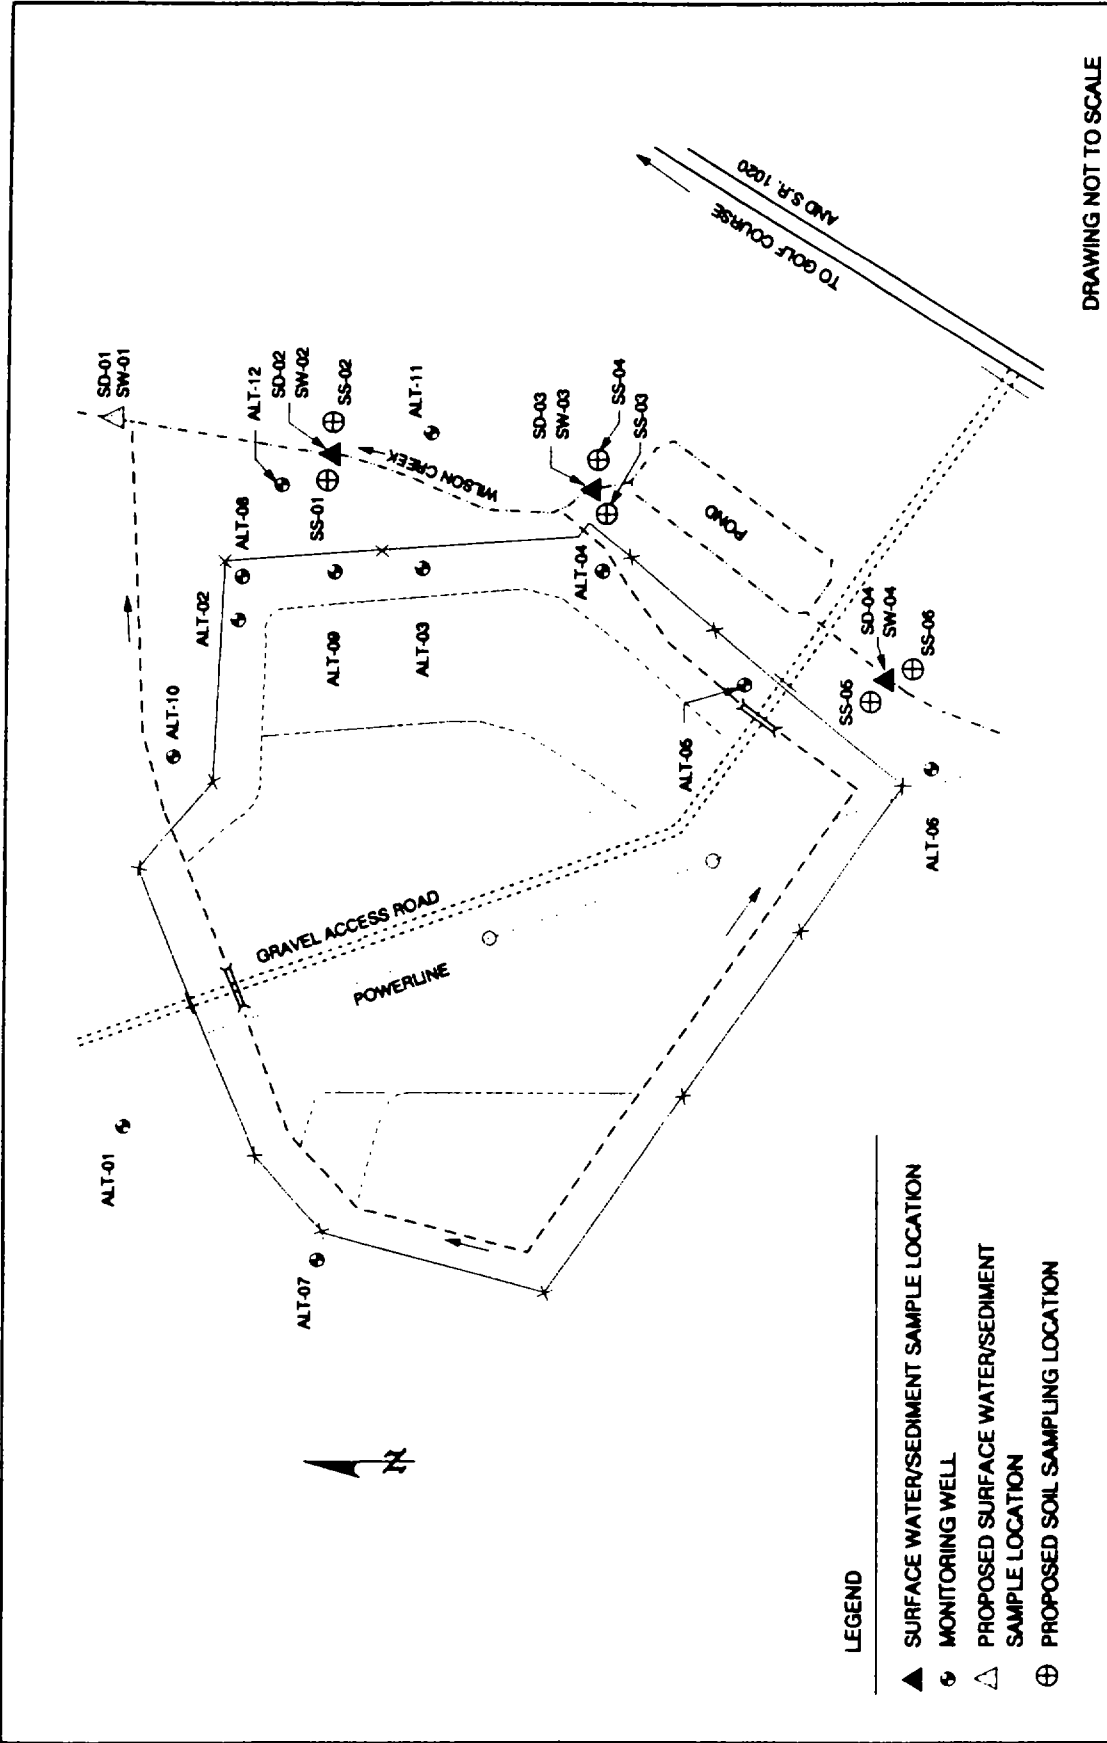 SD-01
SW-01
ALT-12
SD-02
SW-02
SS-02
ALT-11
ALT-08
SS-01
WILSON CREEK
SD-03
SW-03
SS-04
SS-03
TO GOLF COURSE
AND S.R. 1020
ALT-10
ALT-02
ALT-09
ALT-03
ALT-04
POND
SD-04
SW-04
SS-06
SS-05
ALT-05
ALT-06
GRAVEL ACCESS ROAD
POWERLINE
ALT-01
ALT-07
N
LEGEND
SURFACE WATER/SEDIMENT SAMPLE LOCATION
MONITORING WELL
PROPOSED SURFACE WATER/SEDIMENT
SAMPLE LOCATION
PROPOSED SOIL SAMPLING LOCATION
DRAWING NOT TO SCALE